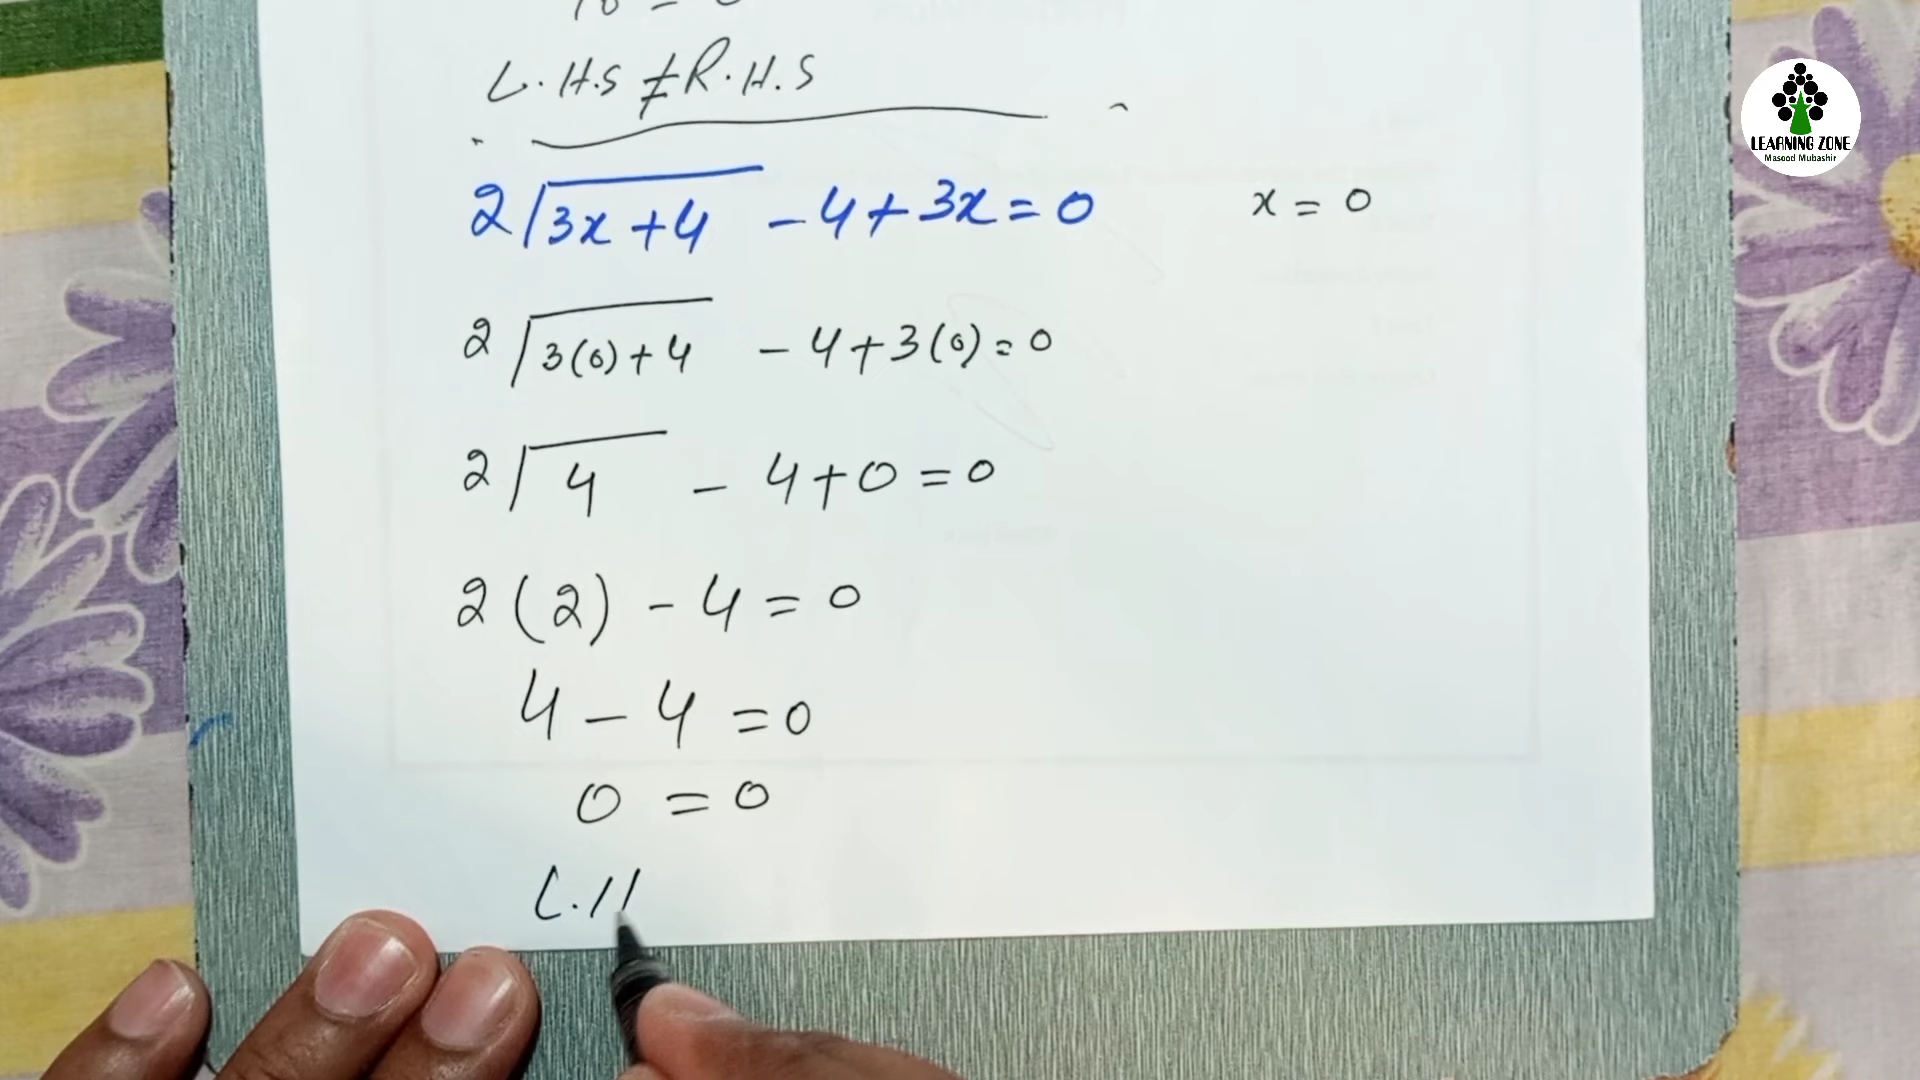 L.H.S ≠ R.H.S
2√3x+4 - 4 + 3x = 0
x = 0
2√3(0)+4 - 4 + 3(0) = 0
2√4 - 4 + 0 = 0
2(2) - 4 = 0
4 - 4 = 0
0 = 0
L.H
LEARNING ZONE
Masood Mubashir